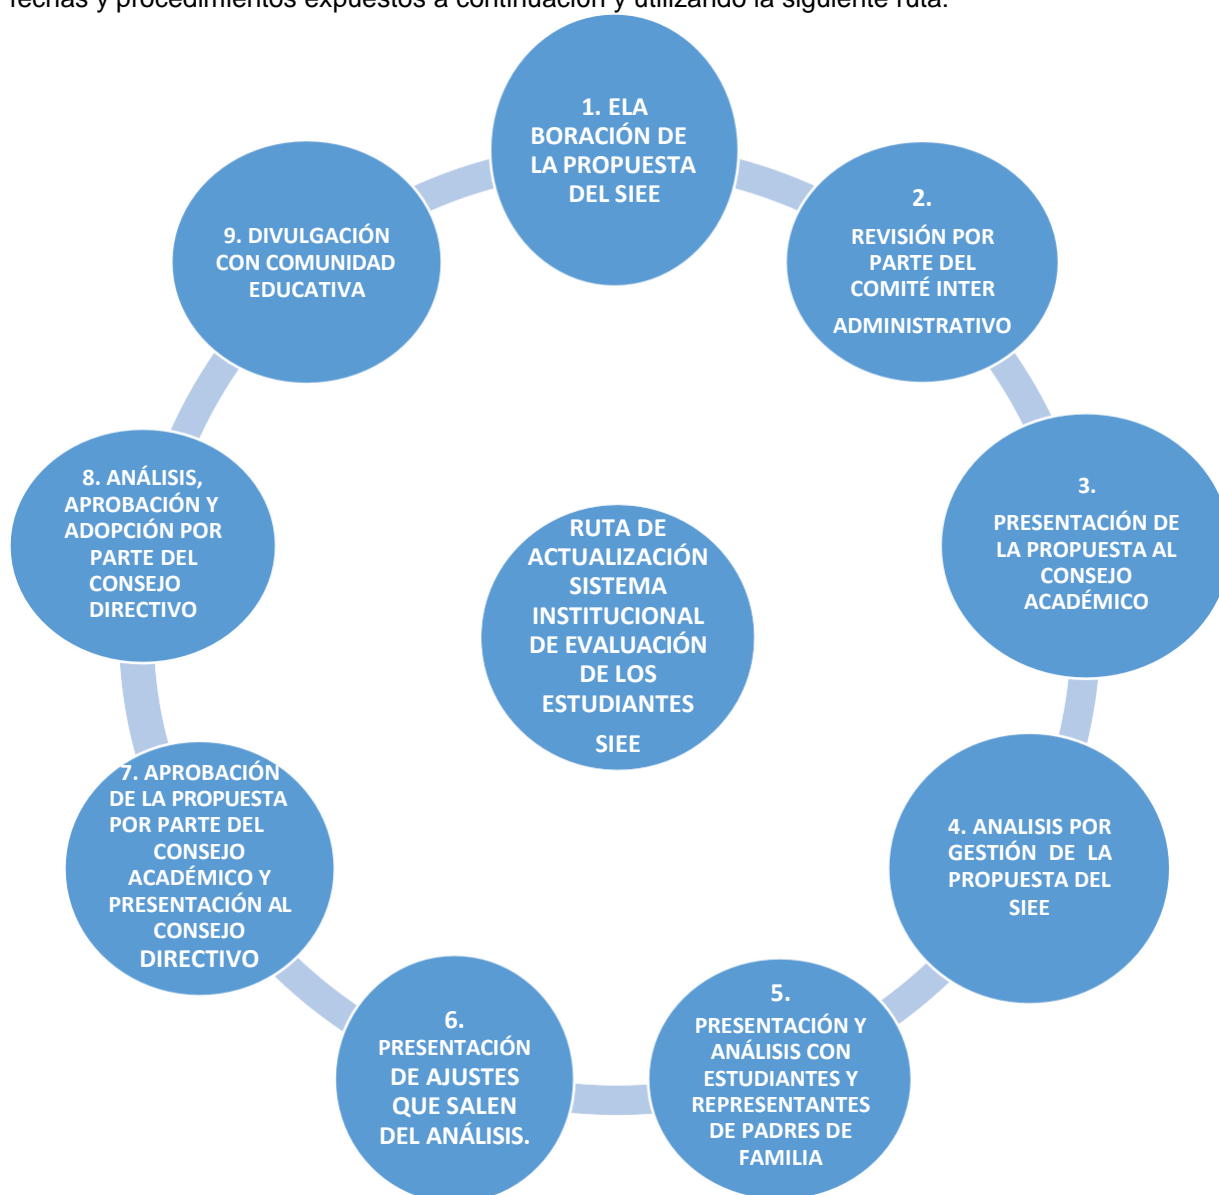 fechas y procedimientos expuestos a continuación y utilizando la siguiente ruta.
1. ELA
BORACIÓN DE
LA PROPUESTA
DEL SIEE
2.
REVISIÓN POR
PARTE DEL
COMITÉ INTER
ADMINISTRATIVO
3.
PRESENTACIÓN DE
LA PROPUESTA AL
CONSEJO
ACADÉMICO
4. ANALISIS POR
GESTIÓN DE LA
PROPUESTA DEL
SIEE
5.
PRESENTACIÓN Y
ANÁLISIS CON
ESTUDIANTES Y
REPRESENTANTES
DE PADRES DE
FAMILIA
6.
PRESENTACIÓN
DE AJUSTES
QUE SALEN
DEL ANÁLISIS.
7. APROBACIÓN
DE LA PROPUESTA
POR PARTE DEL
CONSEJO
ACADÉMICO Y
PRESENTACIÓN AL
CONSEJO
DIRECTIVO
8. ANÁLISIS,
APROBACIÓN Y
ADOPCIÓN POR
PARTE DEL
CONSEJO
DIRECTIVO
9. DIVULGACIÓN
CON COMUNIDAD
EDUCATIVA
RUTA DE
ACTUALIZACIÓN
SISTEMA
INSTITUCIONAL
DE EVALUACIÓN
DE LOS
ESTUDIANTES
SIEE